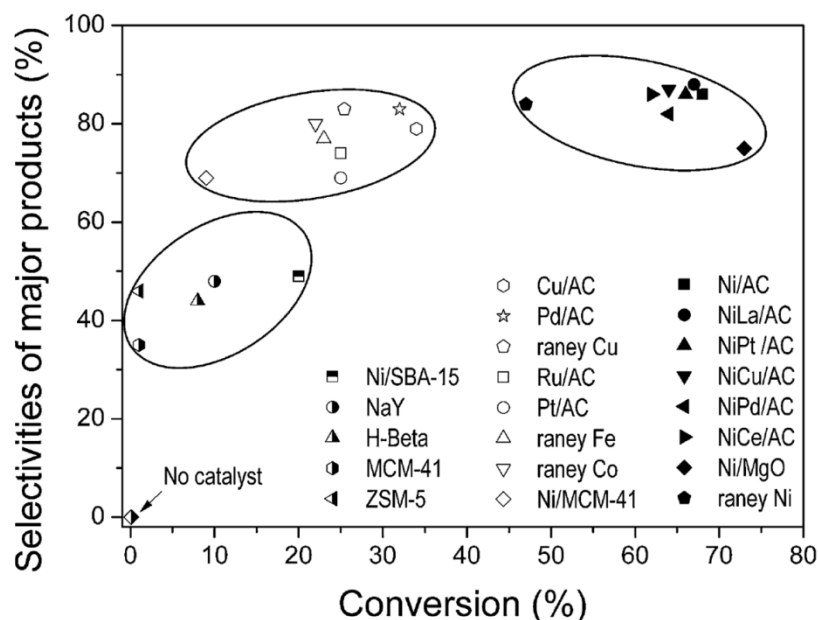 Selectivities of major products (%)
100
80
60
40
20
0
No catalyst
Ni/SBA-15
NaY
H-Beta
MCM-41
ZSM-5
Cu/AC
Pd/AC
raney Cu
Ru/AC
Pt/AC
raney Fe
raney Co
Ni/MCM-41
Ni/AC
NiLa/AC
NiPt /AC
NiCu/AC
NiPd/AC
NiCe/AC
Ni/MgO
raney Ni
0 10 20 30 40 50 60 70 80
Conversion (%)